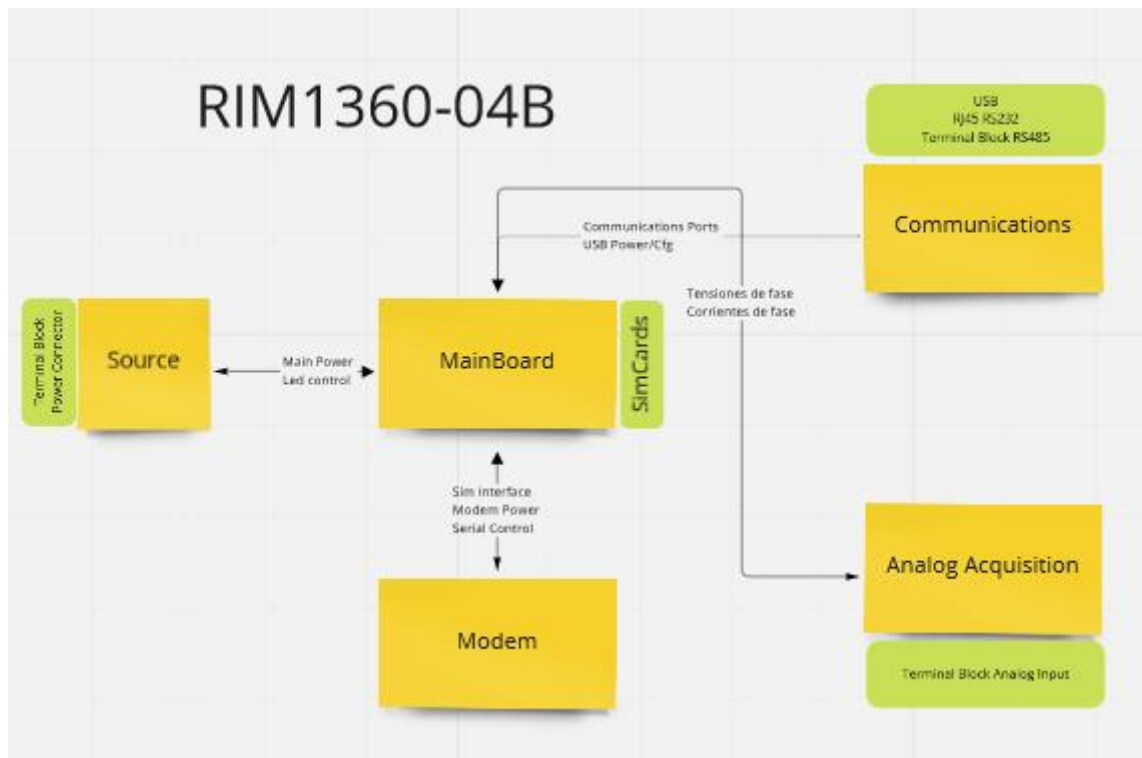 RIM1360-04B
USB
RJ45 RS232
Terminal Block RS485
Communications
Communications Ports
USB Power/Cfg
Tensiones de fase
Corrientes de fase
Terminal Block
Power Connector
Source
Main Power
Led control
MainBoard
SimCards
Sim interface
Modem Power
Serial Control
Analog Acquisition
Modem
Terminal Block Analog Input